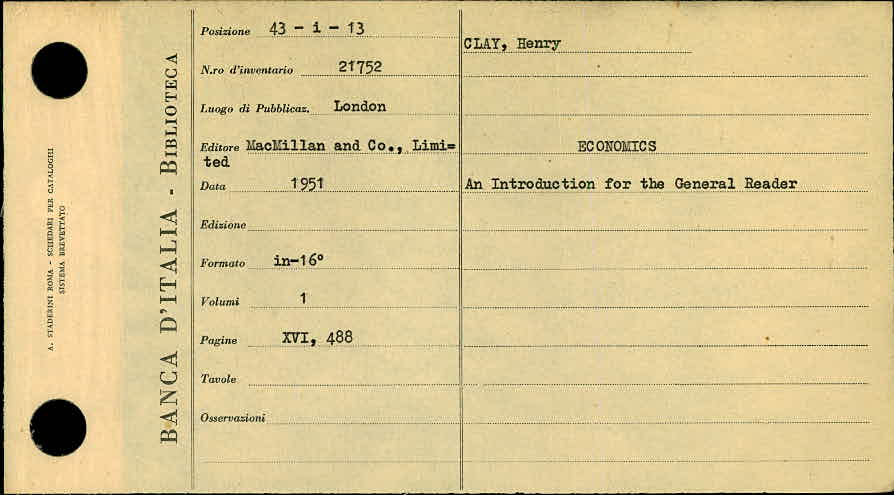 A. STADERINI ROMA - SCHEDARI PER CATALOGHI
SISTEMA BREVETTATO
BANCA D'ITALIA - BIBLIOTECA
Posizione 43 - i - 13
N.ro d'inventario 21752
Luogo di Pubblicaz. London
Editore MacMillan and Co., Limi=
ted
Data 1951
Edizione
Formato in-16°
Volumi 1
Pagine XVI, 488
Tavole
Osservazioni
CLAY, Henry
ECONOMICS
An Introduction for the General Reader